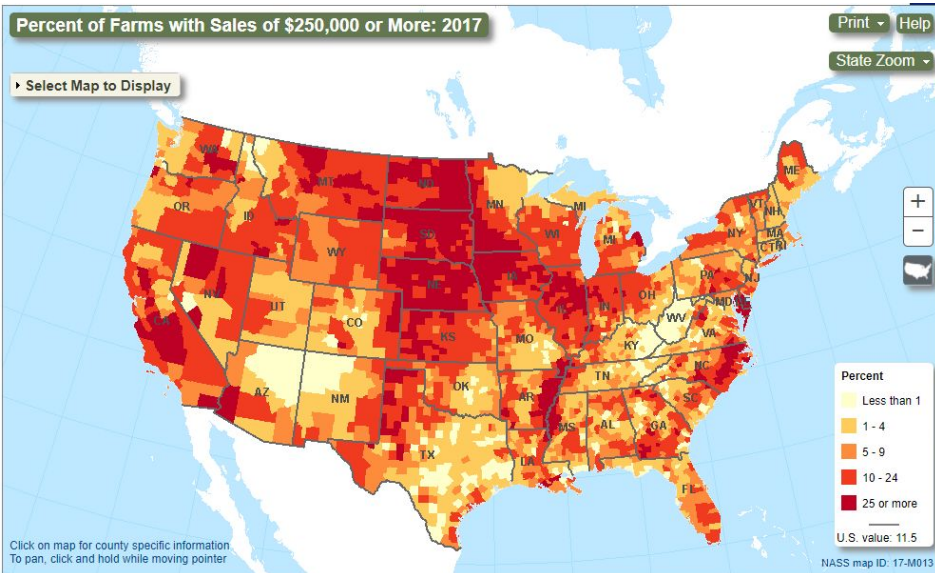 Percent of Farms with Sales of $250,000 or More: 2017
Print
Help
State Zoom
Select Map to Display
WA
MT
ND
MN
MI
ME
OR
ID
SD
WI
MI
VT
NH
NY
MA
CT
RI
WY
IA
PA
NJ
NV
NE
IL
IN
OH
MD
DE
CA
UT
CO
KS
MO
WV
VA
KY
AZ
NM
OK
AR
TN
NC
SC
TX
LA
MS
AL
GA
FL
+
−
Percent
Less than 1
1 - 4
5 - 9
10 - 24
25 or more
U.S. value: 11.5
Click on map for county specific information
To pan, click and hold while moving pointer
NASS map ID: 17-M013